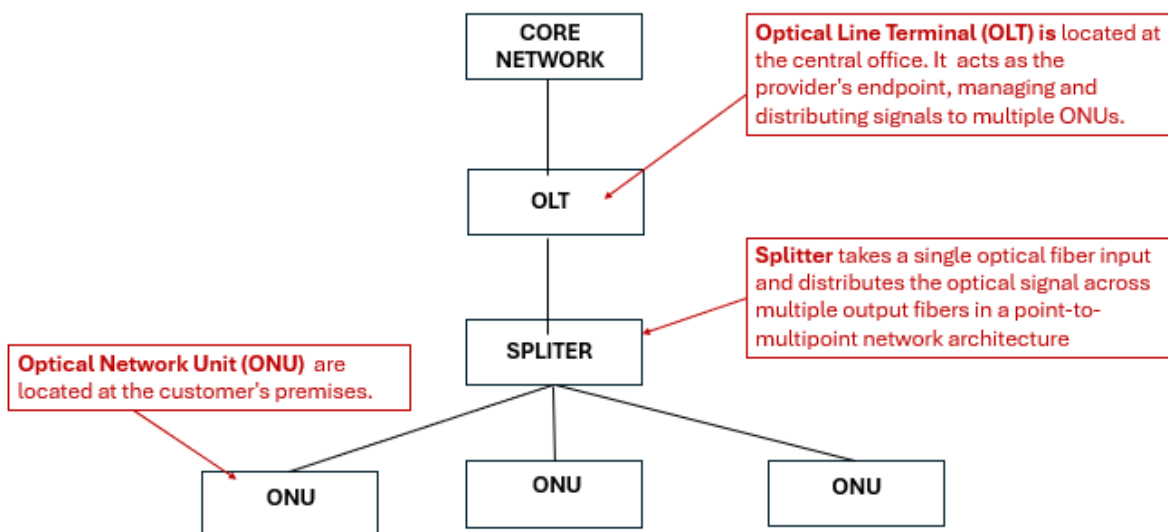 CORE
NETWORK
Optical Line Terminal (OLT) is located at
the central office. It  acts as the
provider's endpoint, managing and
distributing signals to multiple ONUs.
OLT
Splitter takes a single optical fiber input
and distributes the optical signal across
multiple output fibers in a point-to-
multipoint network architecture
SPLITER
Optical Network Unit (ONU)  are
located at the customer's premises.
ONU
ONU
ONU